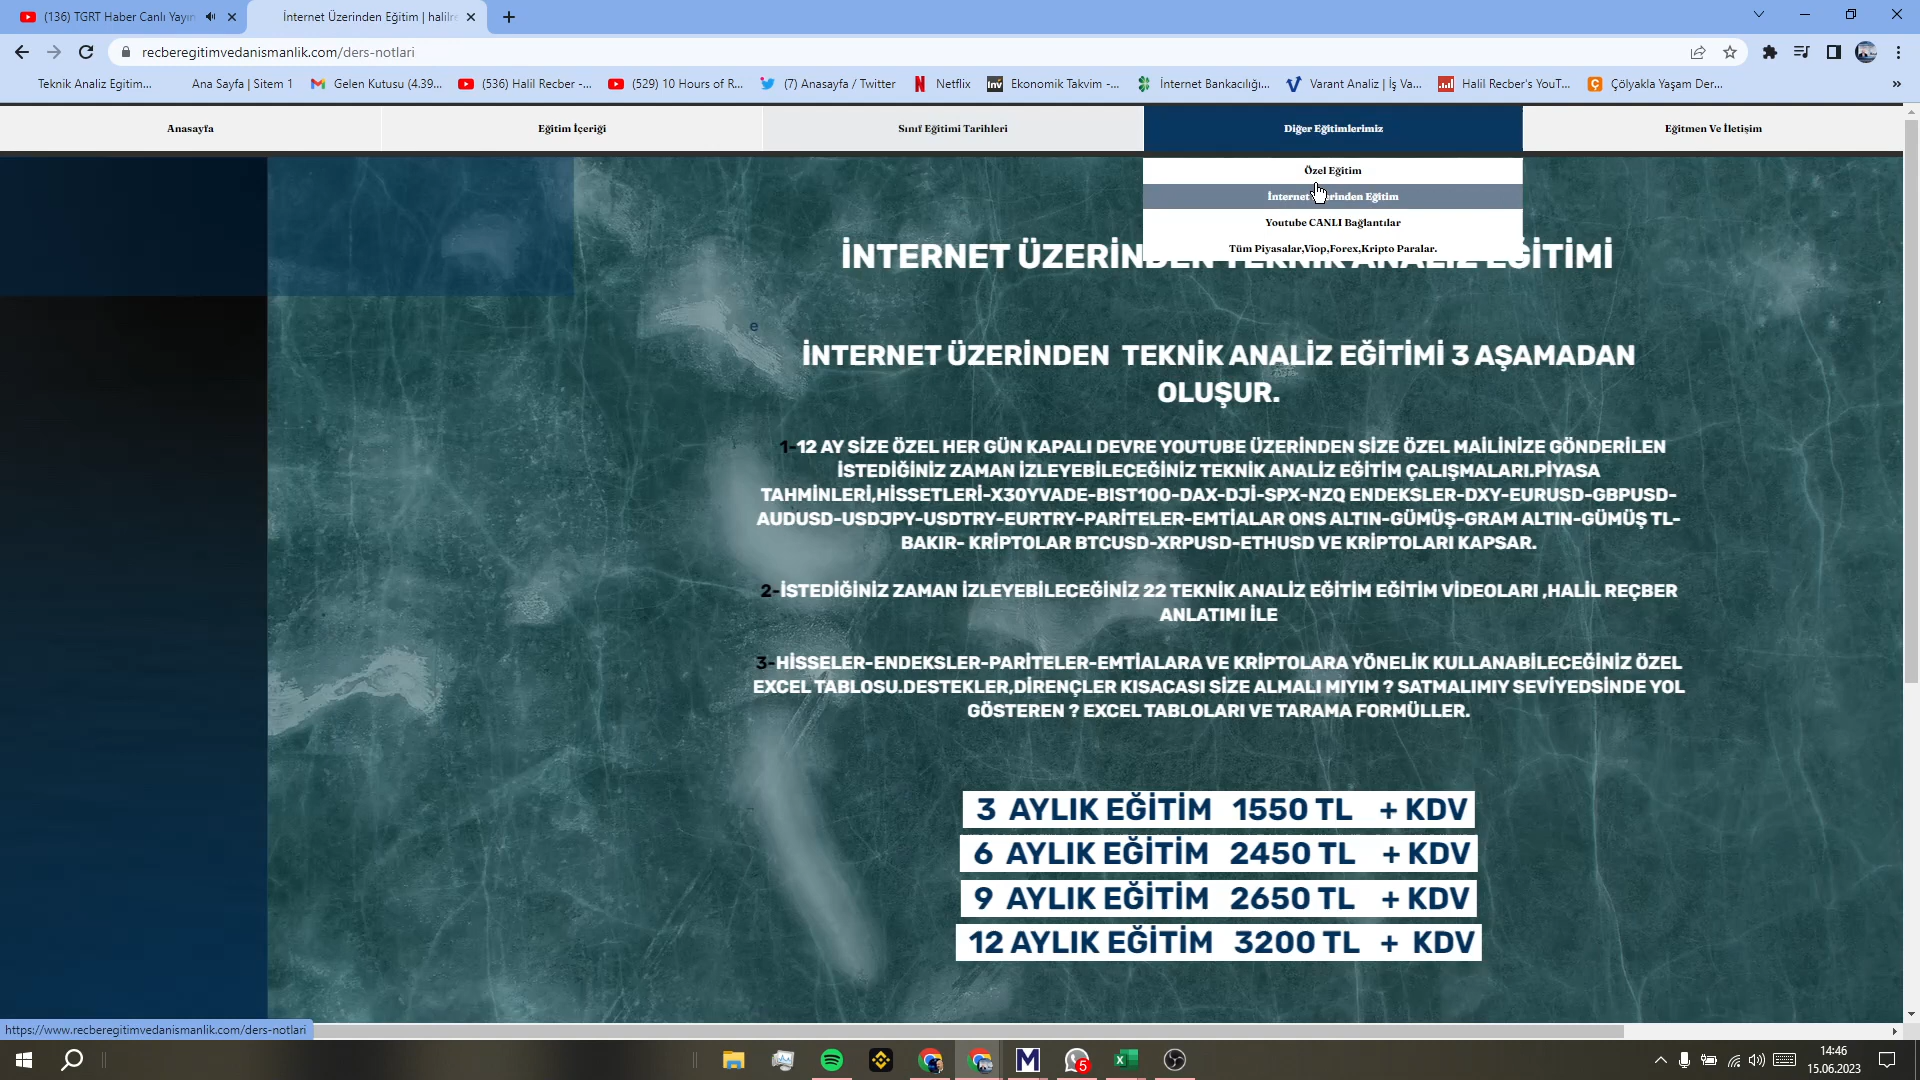 (136) TGRT Haber Canlı Yayın
İnternet Üzerinden Eğitim | halilre
recberegitimvedanismanlik.com/ders-notlari
Teknik Analiz Egitim...
Ana Sayfa | Sitem 1
Gelen Kutusu (4.39...
(536) Halil Recber -...
(529) 10 Hours of R...
(7) Anasayfa / Twitter
Netflix
Ekonomik Takvim -...
İnternet Bankacılığı...
Varant Analiz | İş Va...
Halil Recber's YouT...
Çölyakla Yaşam Der...
Anasayfa
Eğitim İçeriği
Sınıf Eğitimi Tarihleri
Diğer Eğitimlerimiz
Eğitmen Ve İletişim
Özel Eğitim
İnternet Üzerinden Eğitim
Youtube CANLI Bağlantılar
Tüm Piyasalar,Viop,Forex,Kripto Paralar.
İNTERNET ÜZERİNDEN TEKNİK ANALİZ EĞİTİMİ
e
İNTERNET ÜZERİNDEN TEKNİK ANALİZ EĞİTİMİ 3 AŞAMADAN
OLUŞUR.
1-12 AY SİZE ÖZEL HER GÜN KAPALI DEVRE YOUTUBE ÜZERİNDEN SİZE ÖZEL MAİLİNİZE GÖNDERİLEN
İSTEDİĞİNİZ ZAMAN İZLEYEBİLECEĞİNİZ TEKNİK ANALİZ EĞİTİM ÇALIŞMALARI.PİYASA
TAHMİNLERİ,HİSSETLERİ-X30YVADE-BIST100-DAX-DJİ-SPX-NZQ ENDEKSLER-DXY-EURUSD-GBPUSD-
AUDUSD-USDJPY-USDTRY-EURTRY-PARİTELER-EMTİALAR ONS ALTIN-GÜMÜŞ-GRAM ALTIN-GÜMÜŞ TL-
BAKIR- KRİPTOLAR BTCUSD-XRPUSD-ETHUSD VE KRİPTOLARI KAPSAR.
2-İSTEDİĞİNİZ ZAMAN İZLEYEBİLECEĞİNİZ 22 TEKNİK ANALİZ EĞİTİM EĞİTİM VİDEOLARI ,HALİL REÇBER
ANLATIMI İLE
3-HİSSELER-ENDEKSLER-PARİTELER-EMTİALARA VE KRİPTOLARA YÖNELİK KULLANABİLECEĞİNİZ ÖZEL
EXCEL TABLOSU.DESTEKLER,DİRENÇLER KISACASI SİZE ALMALI MIYIM ? SATMALIMIY SEVİYEDSİNDE YOL
GÖSTEREN ? EXCEL TABLOLARI VE TARAMA FORMÜLLER.
3 AYLIK EĞİTİM 1550 TL + KDV
6 AYLIK EĞİTİM 2450 TL + KDV
9 AYLIK EĞİTİM 2650 TL + KDV
12 AYLIK EĞİTİM 3200 TL + KDV
https://www.recberegitimvedanismanlik.com/ders-notlari
5
14:46
15.06.2023